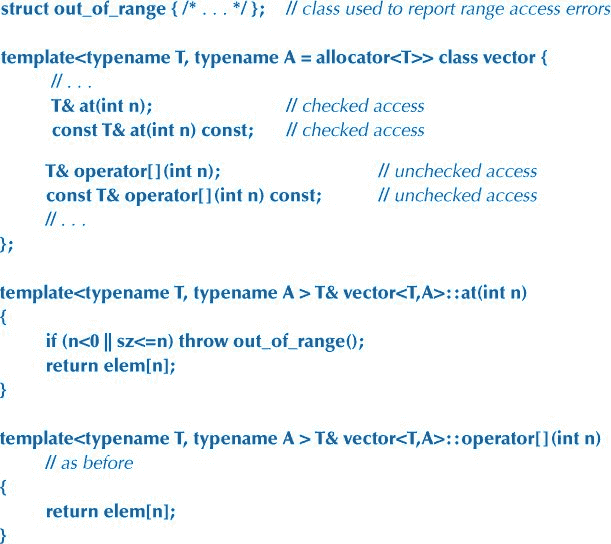 struct out_of_range { /* . . . */ }; // class used to report range access errors
template<typename T, typename A = allocator<T>> class vector {
// . . .
T& at(int n); // checked access
const T& at(int n) const; // checked access
T& operator[](int n); // unchecked access
const T& operator[](int n) const; // unchecked access
// . . .
};
template<typename T, typename A > T& vector<T,A>::at(int n)
{
if (n<0 || sz<=n) throw out_of_range();
return elem[n];
}
template<typename T, typename A > T& vector<T,A>::operator[](int n)
// as before
{
return elem[n];
}